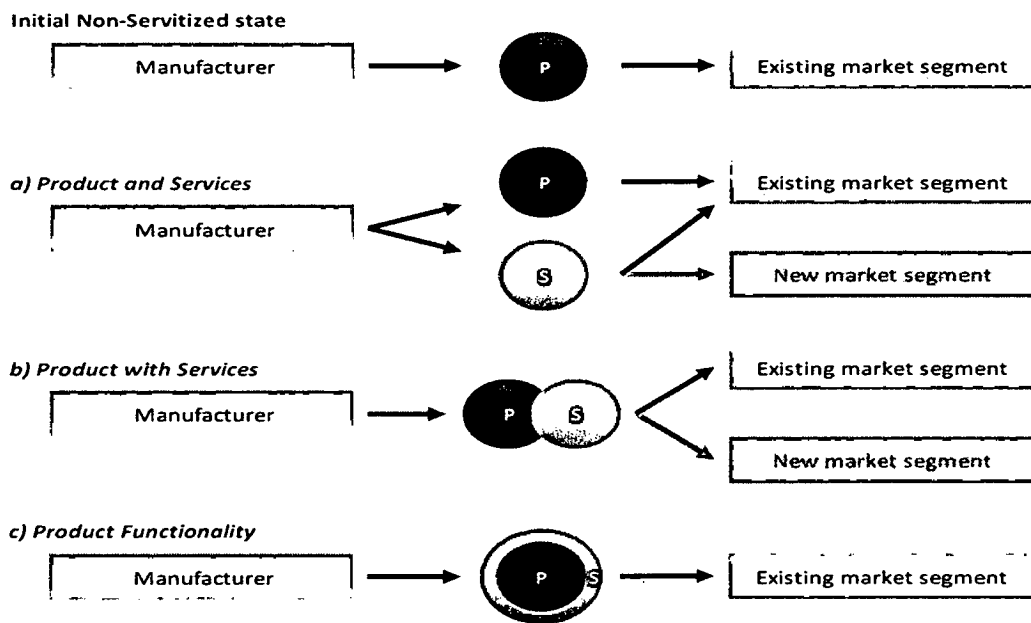 Initial Non-Servitized state
Manufacturer
P
Existing market segment
a) Product and Services
Manufacturer
P
S
Existing market segment
New market segment
b) Product with Services
Manufacturer
P
S
Existing market segment
New market segment
c) Product Functionality
Manufacturer
P
S
Existing market segment